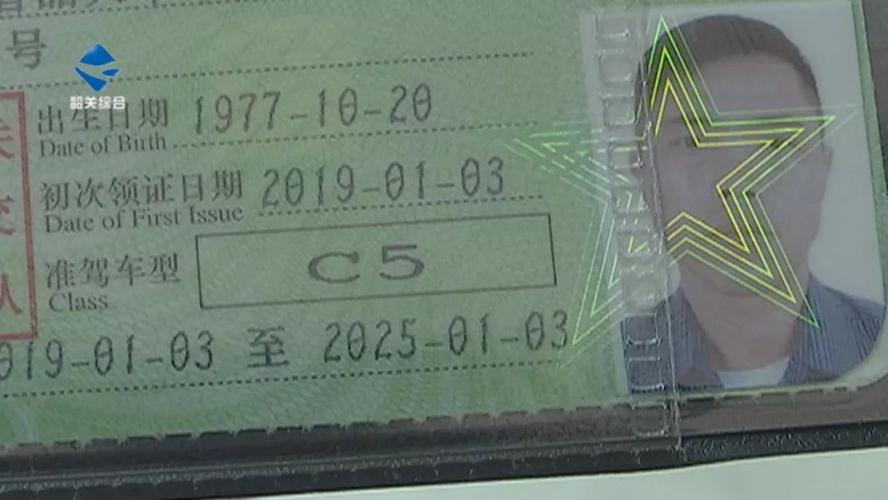 号
韶关综合
出生日期 1977-10-20
Date of Birth
初次领证日期 2019-01-03
Date of First Issue
准驾车型 C5
Class
019-01-03 至 2025-01-03